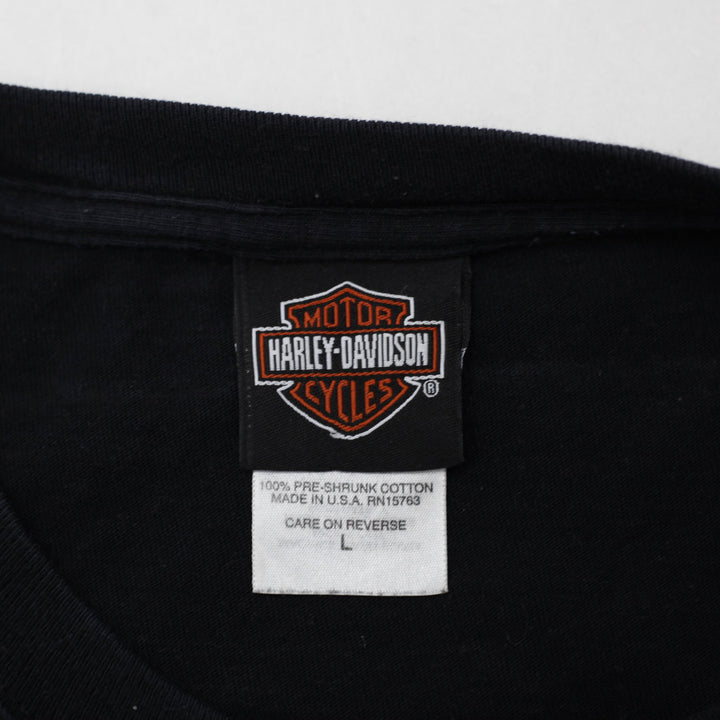 MOTOR
HARLEY-DAVIDSON
CYCLES®
100% PRE-SHRUNK COTTON
MADE IN U.S.A. RN15763
CARE ON REVERSE
L